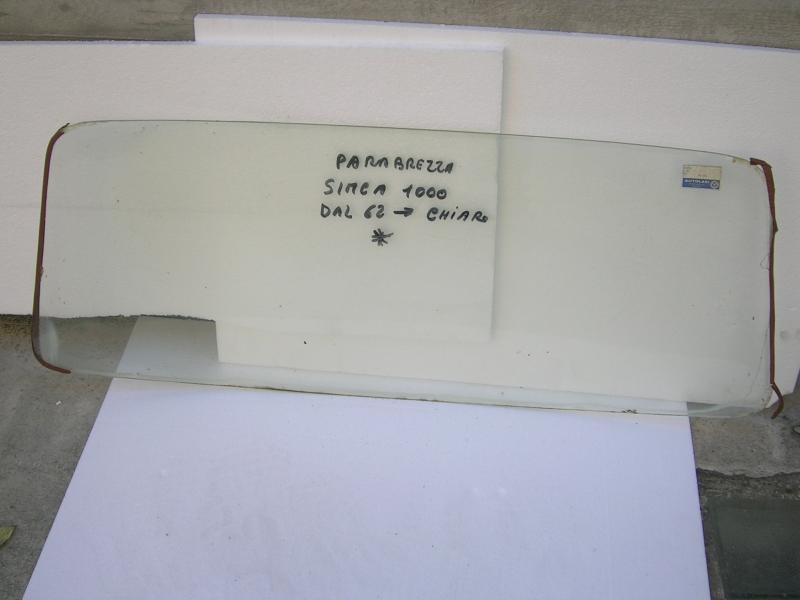 PARABREZZA
SIMCA 1000
DAL 62 → CHIARO
*